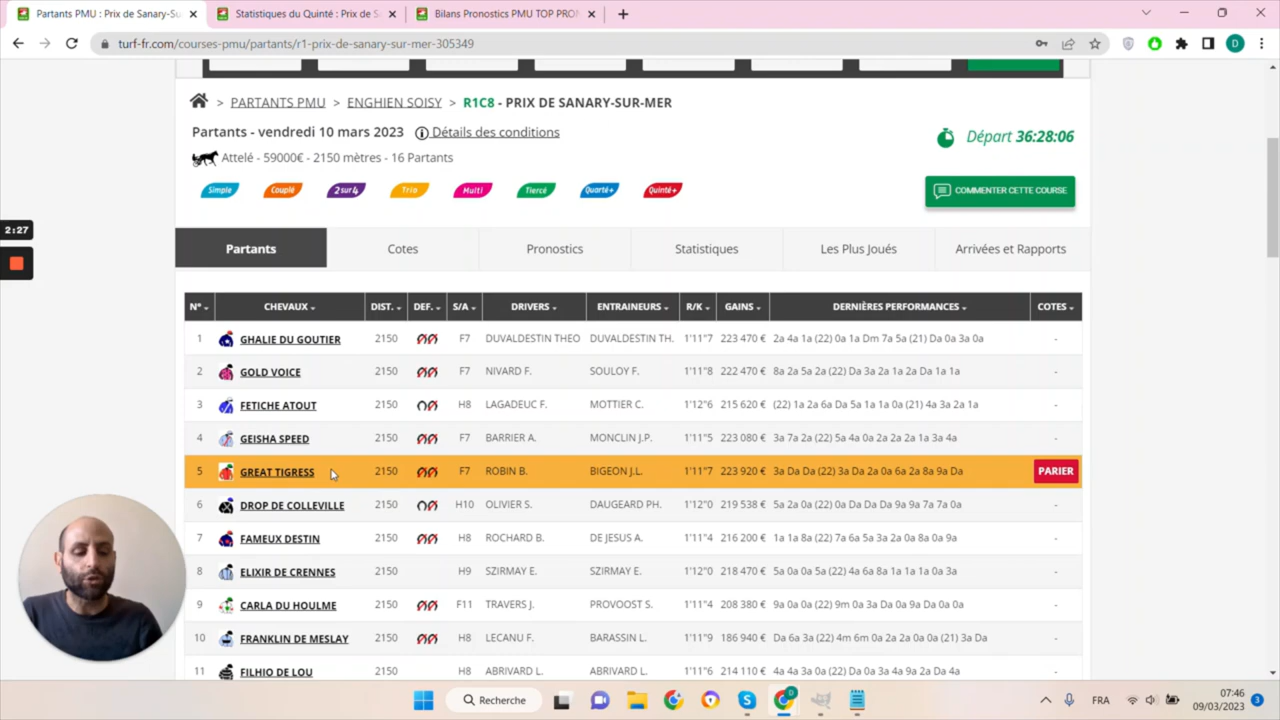 Partants PMU : Prix de Sanary-Su
Statistiques du Quinté : Prix de S
Bilans Pronostics PMU TOP PRON
turf-fr.com/courses-pmu/partants/r1-prix-de-sanary-sur-mer-305349
D
> PARTANTS PMU > ENGHIEN SOISY > R1C8 - PRIX DE SANARY-SUR-MER
Partants - vendredi 10 mars 2023 Détails des conditions
Départ 36:28:06
Attelé - 59000€ - 2150 mètres - 16 Partants
Simple Couplé 2sur4 Trio Multi Tiercé Quarté+ Quinté+
COMMENTER CETTE COURSE
2:27
Partants Cotes Pronostics Statistiques Les Plus Joués Arrivées et Rapports
N° CHEVAUX DIST. DEF. S/A DRIVERS ENTRAINEURS R/K GAINS DERNIÈRES PERFORMANCES COTES
1 GHALIE DU GOUTIER 2150 F7 DUVALDESTIN THEO DUVALDESTIN TH. 1'11"7 223 470 € 2a 4a 1a (22) 0a 1a Dm 7a 5a (21) Da 0a 3a 0a -
2 GOLD VOICE 2150 F7 NIVARD F. SOULOY F. 1'11"8 222 470 € 8a 2a 5a 2a (22) Da 3a 2a 1a 2a Da 1a 1a -
3 FETICHE ATOUT 2150 H8 LAGADEUC F. MOTTIER C. 1'12"6 215 620 € (22) 1a 2a 6a Da 5a 1a 1a 0a (21) 4a 3a 2a 1a -
4 GEISHA SPEED 2150 F7 BARRIER A. MONCLIN J.P. 1'11"5 223 080 € 3a 7a 2a (22) 5a 4a 0a 2a 2a 2a 1a 3a 4a -
5 GREAT TIGRESS 2150 F7 ROBIN B. BIGEON J.L. 1'11"7 223 920 € 3a Da Da (22) 3a Da 2a 0a 6a 2a 8a 9a Da PARIER
6 DROP DE COLLEVILLE 2150 H10 OLIVIER S. DAUGEARD PH. 1'12"0 219 538 € 5a 2a 0a (22) Da 0a 0a 9a 9a 7a 7a 0a -
7 FAMEUX DESTIN 2150 H8 ROCHARD B. DE JESUS A. 1'11"4 216 200 € 1a 1a 8a (22) 7a 6a 5a 3a 2a 0a 8a 0a 9a -
8 ELIXIR DE CRENNES 2150 H9 SZIRMAY E. SZIRMAY E. 1'12"0 218 470 € 5a 0a 0a 5a (22) 4a 6a 8a 1a 1a 1a 0a 3a -
9 CARLA DU HOULME 2150 F11 TRAVERS J. PROVOOST S. 1'11"4 208 380 € 9a 0a 0a (22) 9m 0a 3a Da 0a 9a Da 0a 0a -
10 FRANKLIN DE MESLAY 2150 H8 LECANU F. BARASSIN L. 1'11"9 186 940 € Da 6a 3a (22) 4m 6m 0a 2a 2a 0a 0a (21) 3a Da -
11 FILHIO DE LOU 2150 H8 ABRIVARD L. ABRIVARD L. 1'11"6 214 110 € 4a 4a 3a 0a (22) Da 0a 3a 4a 9a 2a Da 4a -
Recherche
FRA
07:46
09/03/2023
3